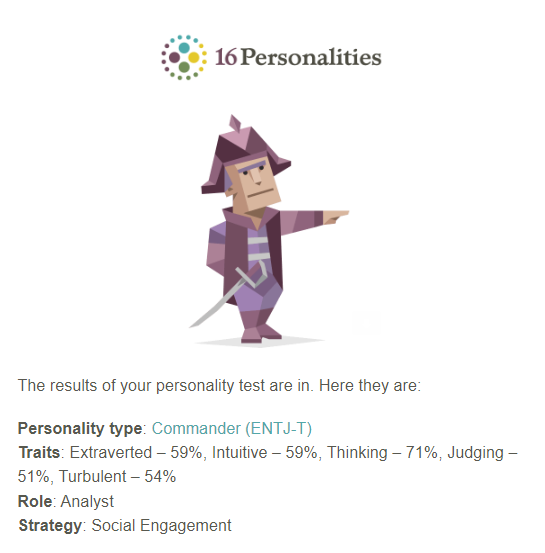 16Personalities
The results of your personality test are in. Here they are:
Personality type: Commander (ENTJ-T)
Traits: Extraverted – 59%, Intuitive – 59%, Thinking – 71%, Judging –
51%, Turbulent – 54%
Role: Analyst
Strategy: Social Engagement